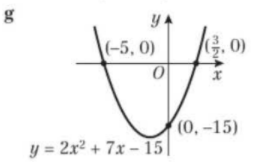 g
y
(-5, 0) (3/2, 0)
O x
(0, -15)
y = 2x² + 7x - 15